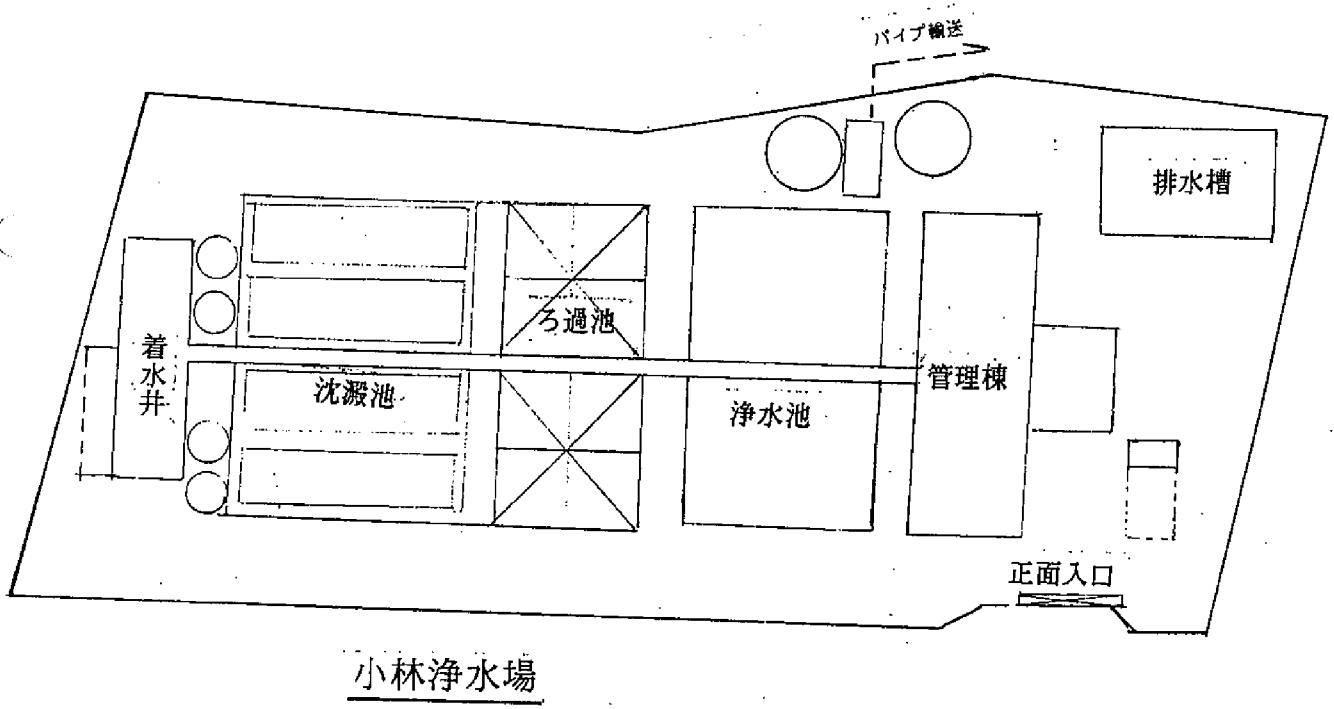 パイプ輸送
排水槽
着水井
沈澱池
ろ過池
浄水池
管理棟
正面入口
小林浄水場